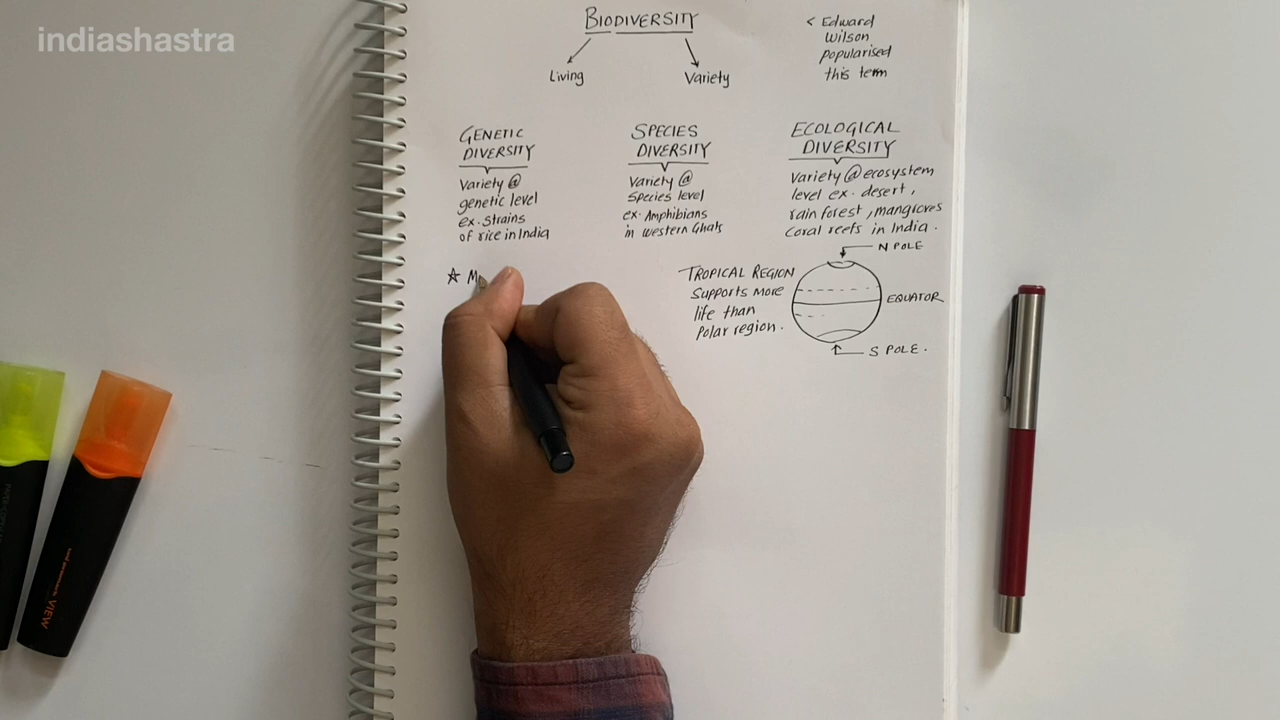 indiashastra
BIODIVERSITY
Living
Variety
< Edward
Wilson
popularised
this term
GENETIC
DIVERSITY
Variety @
genetic level
ex. strains
of rice in India
SPECIES
DIVERSITY
Variety @
species level
ex. Amphibians
in western Ghats
ECOLOGICAL
DIVERSITY
Variety @ ecosystem
level ex. desert,
rain forest, mangroves
Coral reefs in India.
TROPICAL REGION
Supports more
life than
Polar region.
N POLE
EQUATOR
S POLE.
VIEW